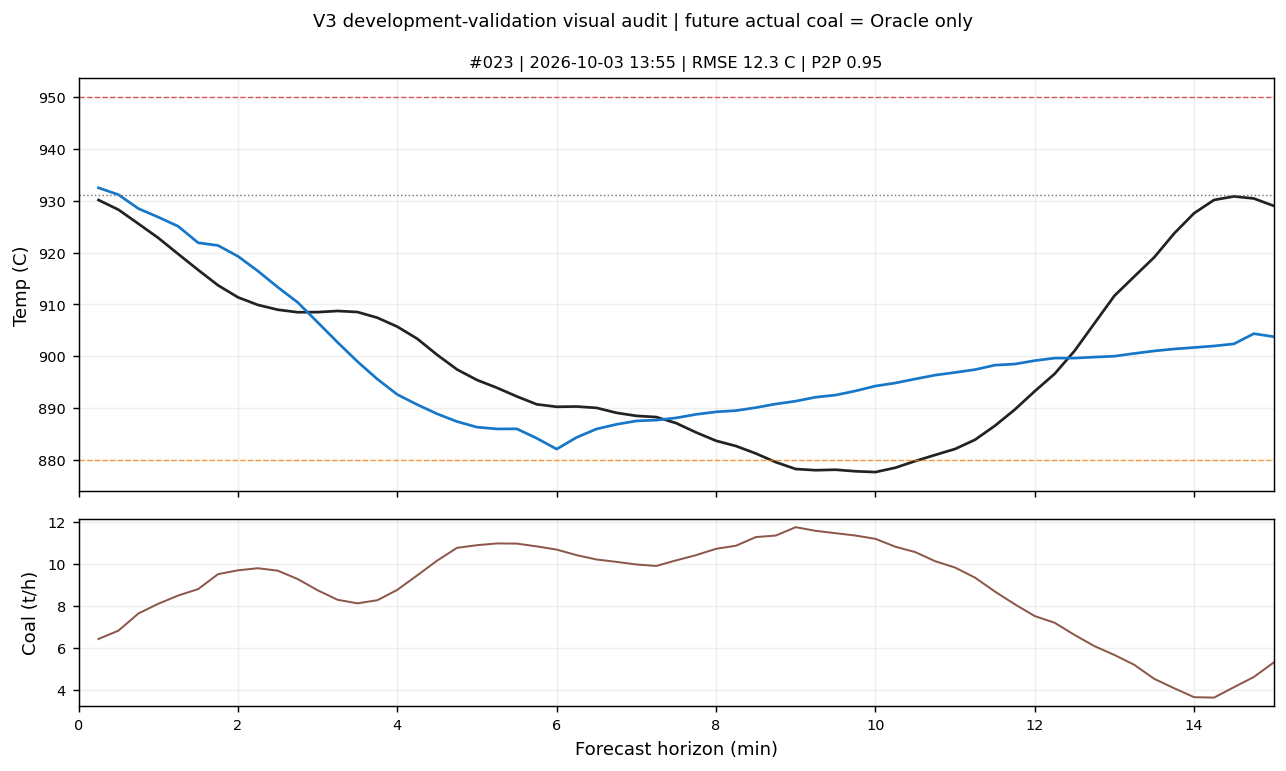 V3 development-validation visual audit | future actual coal = Oracle only
#023 | 2026-10-03 13:55 | RMSE 12.3 C | P2P 0.95
950
940
930
920
910
900
890
880
Temp (C)
12
10
8
6
4
Coal (t/h)
0 2 4 6 8 10 12 14
Forecast horizon (min)